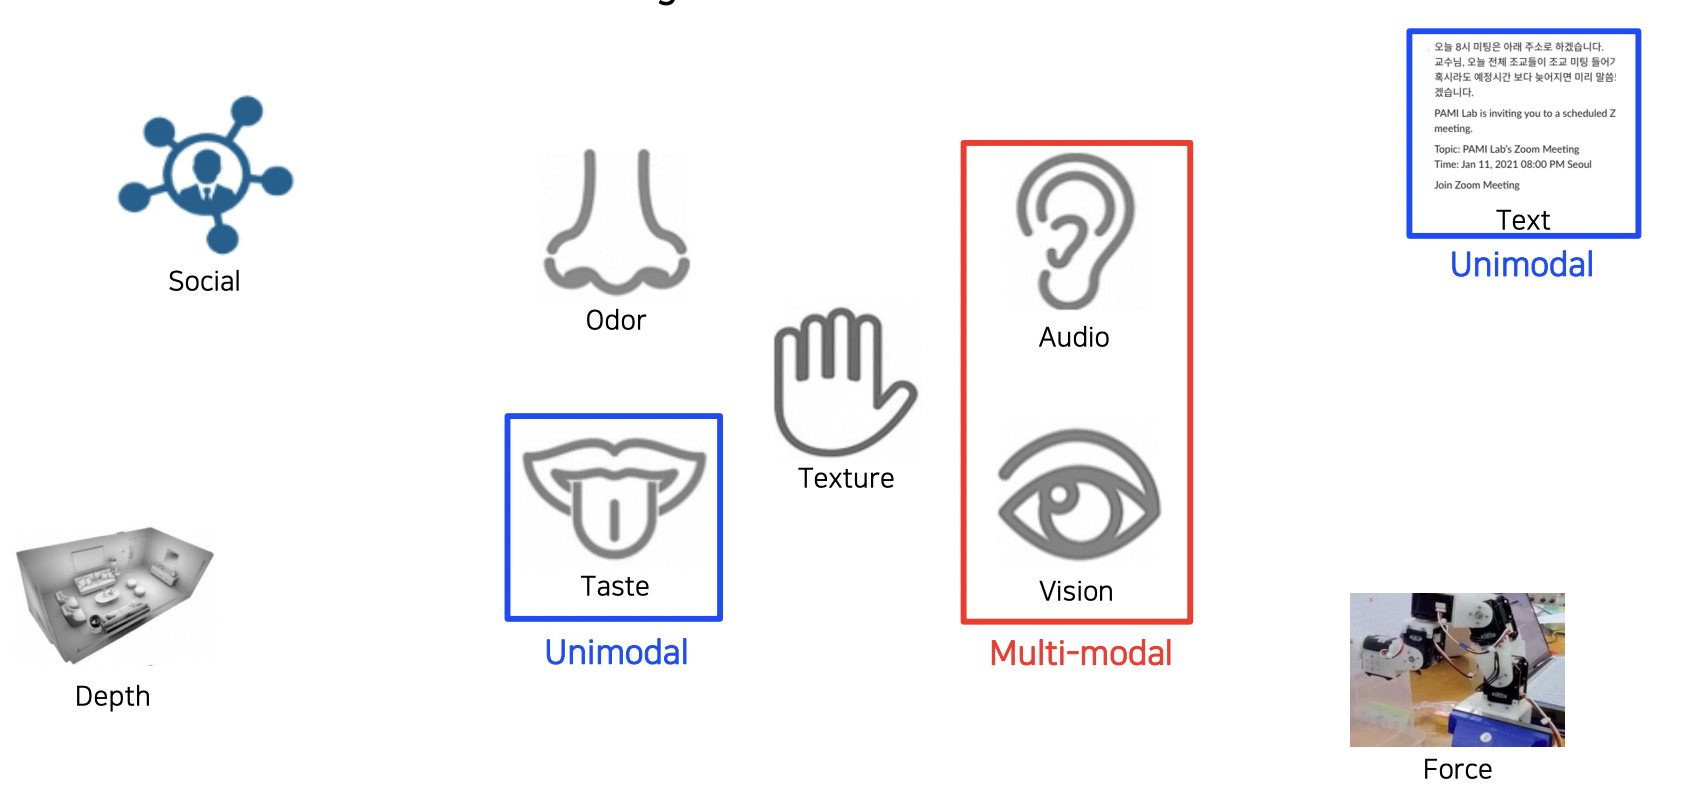 오늘 8시 미팅은 아래 주소로 하겠습니다.
교수님, 오늘 전체 조교들이 조교 미팅 들어가
혹시라도 예정시간 보다 늦어지면 미리 말씀
겠습니다.
PAMI Lab is inviting you to a scheduled Z
meeting.
Topic: PAMI Lab's Zoom Meeting
Time: Jan 11, 2021 08:00 PM Seoul
Join Zoom Meeting
Text
Unimodal
Social
Odor
Audio
Texture
Taste
Vision
Unimodal
Multi-modal
Depth
Force